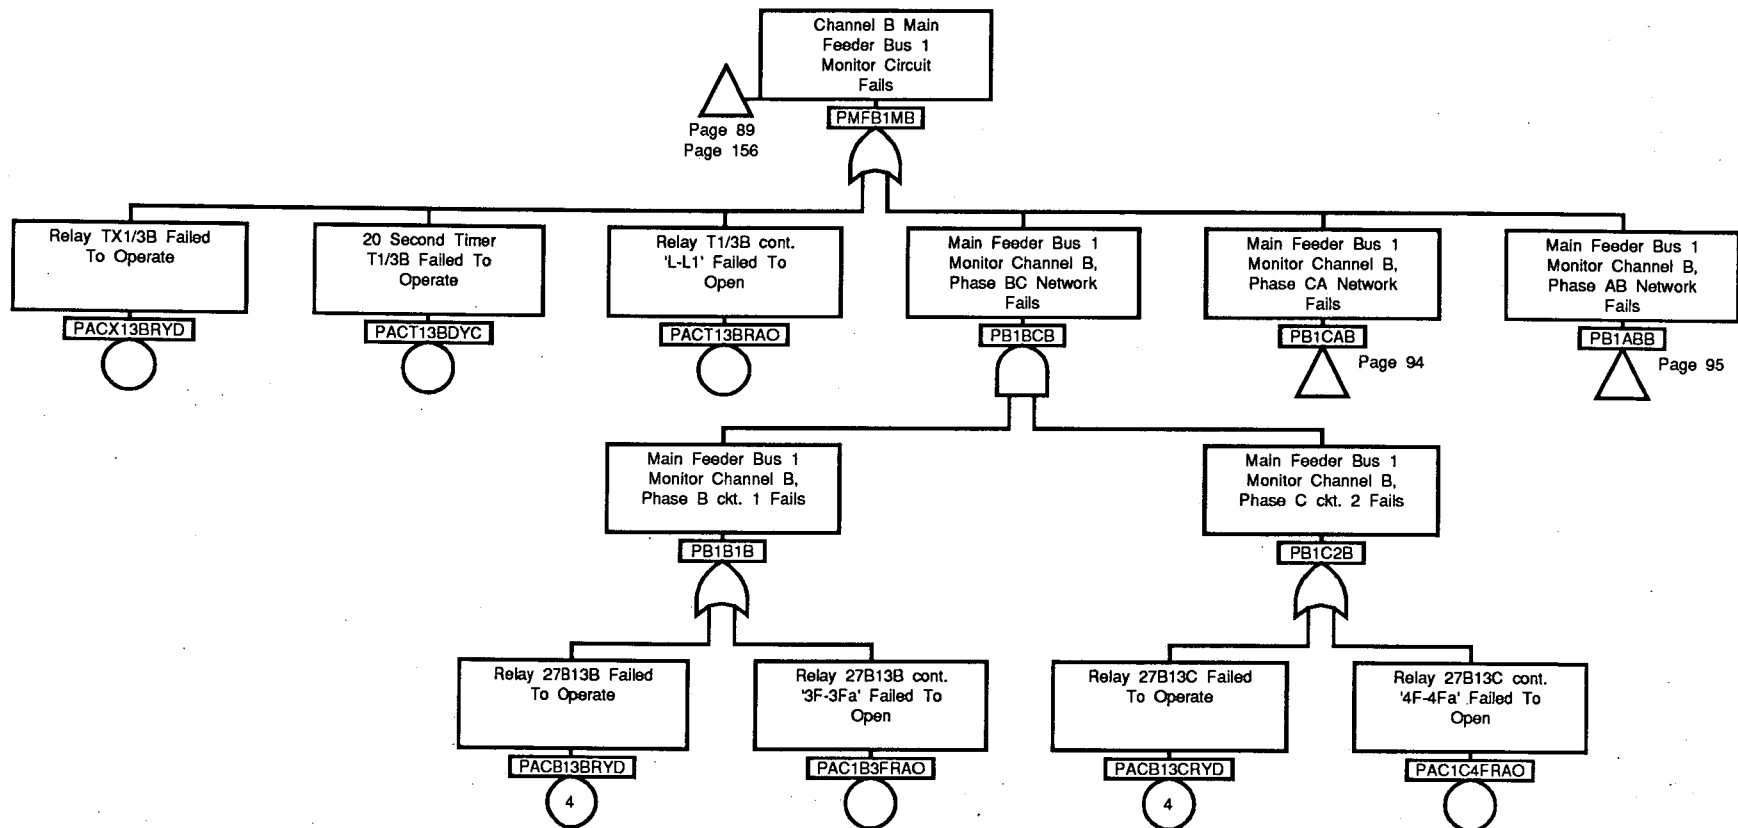 Channel B Main
Feeder Bus 1
Monitor Circuit
Fails
PMFB1MB
Page 89
Page 156
Relay TX1/3B Failed
To Operate
PACX13BRYD
20 Second Timer
T1/3B Failed To
Operate
PACT13BDYC
Relay T1/3B cont.
'L-L1' Failed To
Open
PACT13BRAO
Main Feeder Bus 1
Monitor Channel B,
Phase BC Network
Fails
PB1BCB
Main Feeder Bus 1
Monitor Channel B,
Phase CA Network
Fails
PB1CAB
Page 94
Main Feeder Bus 1
Monitor Channel B,
Phase AB Network
Fails
PB1ABB
Page 95
Main Feeder Bus 1
Monitor Channel B,
Phase B ckt. 1 Fails
PB1B1B
Main Feeder Bus 1
Monitor Channel B,
Phase C ckt. 2 Fails
PB1C2B
Relay 27B13B Failed
To Operate
PACB13BRYD
4
Relay 27B13B cont.
'3F-3Fa' Failed To
Open
PAC1B3FRAO
Relay 27B13C Failed
To Operate
PACB13CRYD
4
Relay 27B13C cont.
'4F-4Fa' Failed To
Open
PAC1C4FRAO